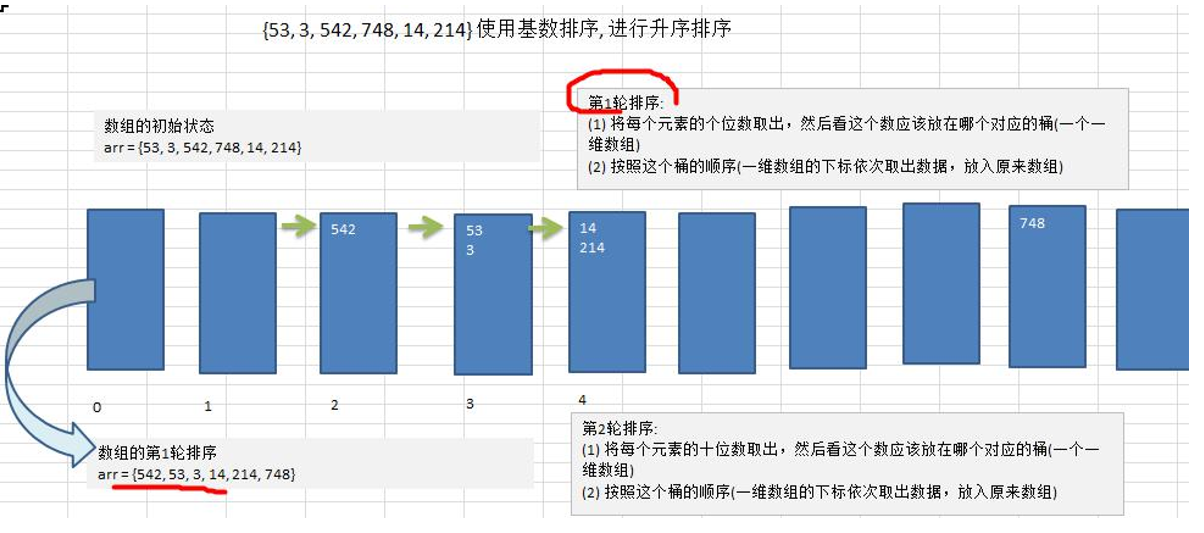 {53, 3, 542, 748, 14, 214} 使用基数排序, 进行升序排序
数组的初始状态
arr = {53, 3, 542, 748, 14, 214}
第1轮排序:
(1) 将每个元素的个位数取出，然后看这个数应该放在哪个对应的桶(一个一
维数组)
(2) 按照这个桶的顺序(一维数组的下标依次取出数据，放入原来数组)
542
53
3
14
214
748
0
1
2
3
4
数组的第1轮排序
arr = {542, 53, 3, 14, 214, 748}
第2轮排序:
(1) 将每个元素的十位数取出，然后看这个数应该放在哪个对应的桶(一个一
维数组)
(2) 按照这个桶的顺序(一维数组的下标依次取出数据，放入原来数组)